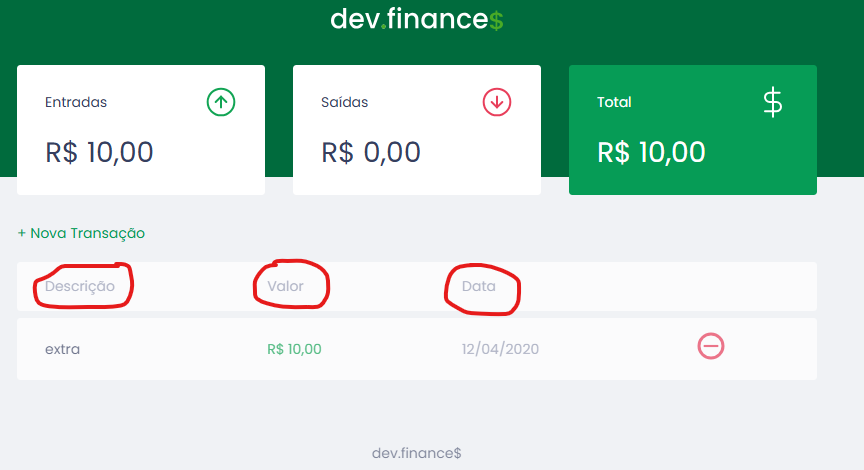 dev.finance$
Entradas
R$ 10,00
Saídas
R$ 0,00
Total
$
R$ 10,00
+ Nova Transação
Descrição Valor Data
extra R$ 10,00 12/04/2020
dev.finance$